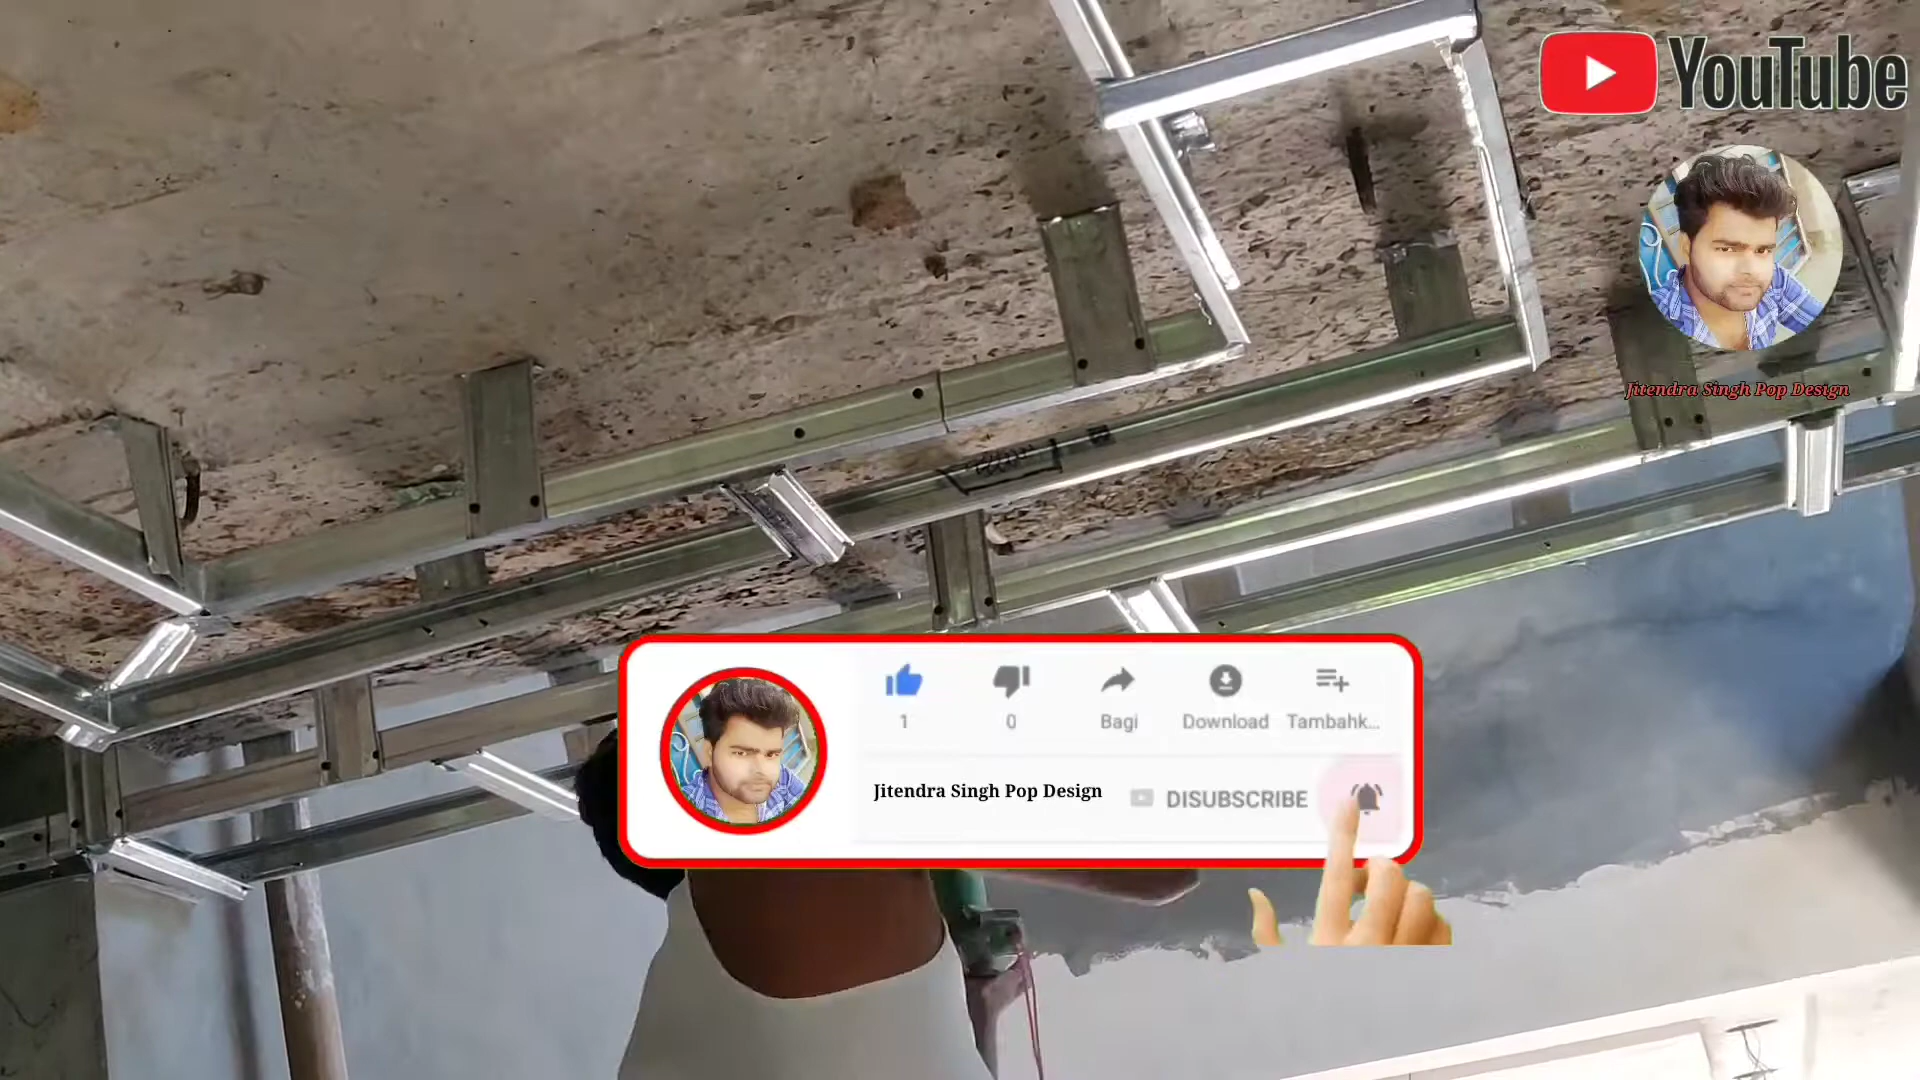 YouTube
Jitendra Singh Pop Design
1
0
Bagi
Download
Tambahk...
Jitendra Singh Pop Design
DISUBSCRIBE